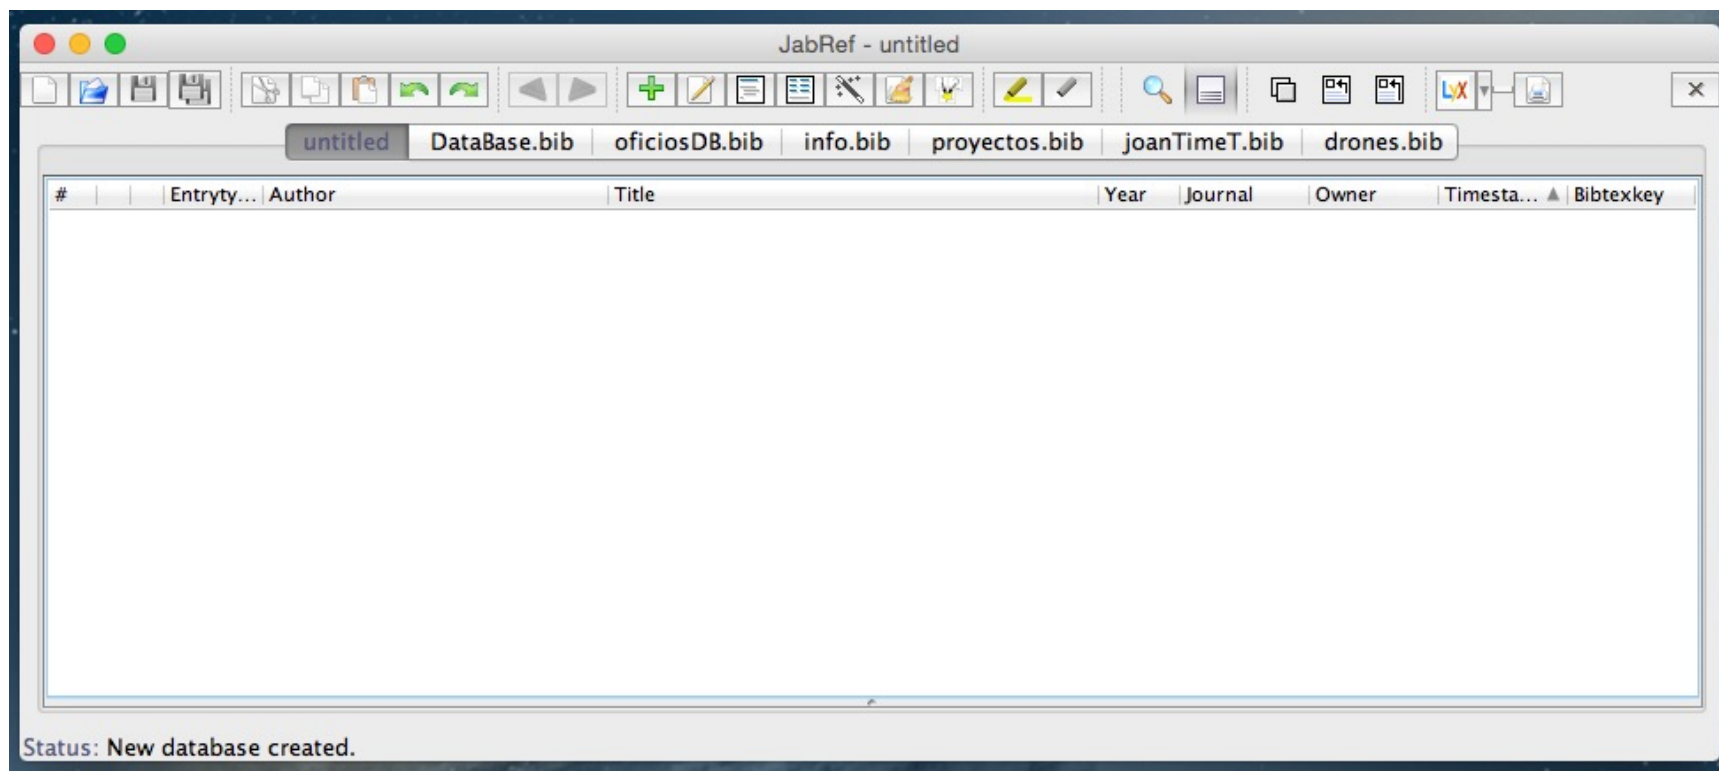 JabRef - untitled
LyX
untitled DataBase.bib oficiosDB.bib info.bib proyectos.bib joanTimeT.bib drones.bib
# Entryty... Author Title Year Journal Owner Timesta... Bibtexkey
Status: New database created.